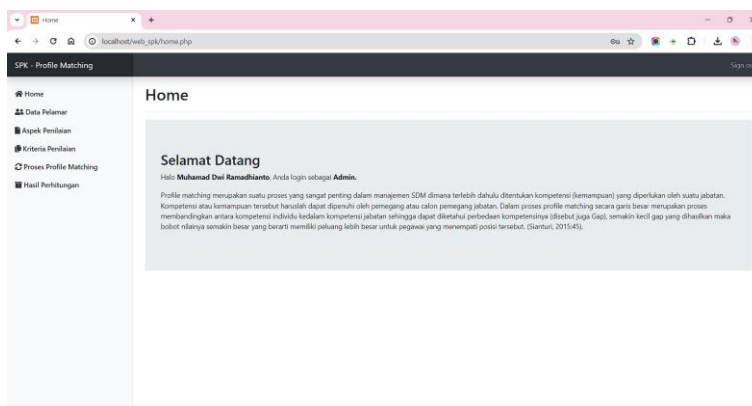 Home
localhost/web_spk/home.php
SPK - Profile Matching
Sign ou
Home
Data Pelamar
Aspek Penilaian
Kriteria Penilaian
Proses Profile Matching
Hasil Perhitungan
Home
Selamat Datang
Halo Muhamad Dwi Ramadhianto, Anda login sebagai Admin.
Profile matching merupakan suatu proses yang sangat penting dalam manajemen SDM dimana terlebih dahulu ditentukan kompetensi (kemampuan) yang diperlukan oleh suatu jabatan.
Kompetensi atau kemampuan tersebut haruslah dapat dipenuhi oleh pemegang atau calon pemegang jabatan. Dalam proses profile matching secara garis besar merupakan proses
membandingkan antara kompetensi individu kedalam kompetensi jabatan sehingga dapat diketahui perbedaan kompetensinya (disebut juga Gap), semakin kecil gap yang dihasilkan maka
bobot nilainya semakin besar yang berarti memiliki peluang lebih besar untuk pegawai yang menempati posisi tersebut. (Sianturi, 2015:45).